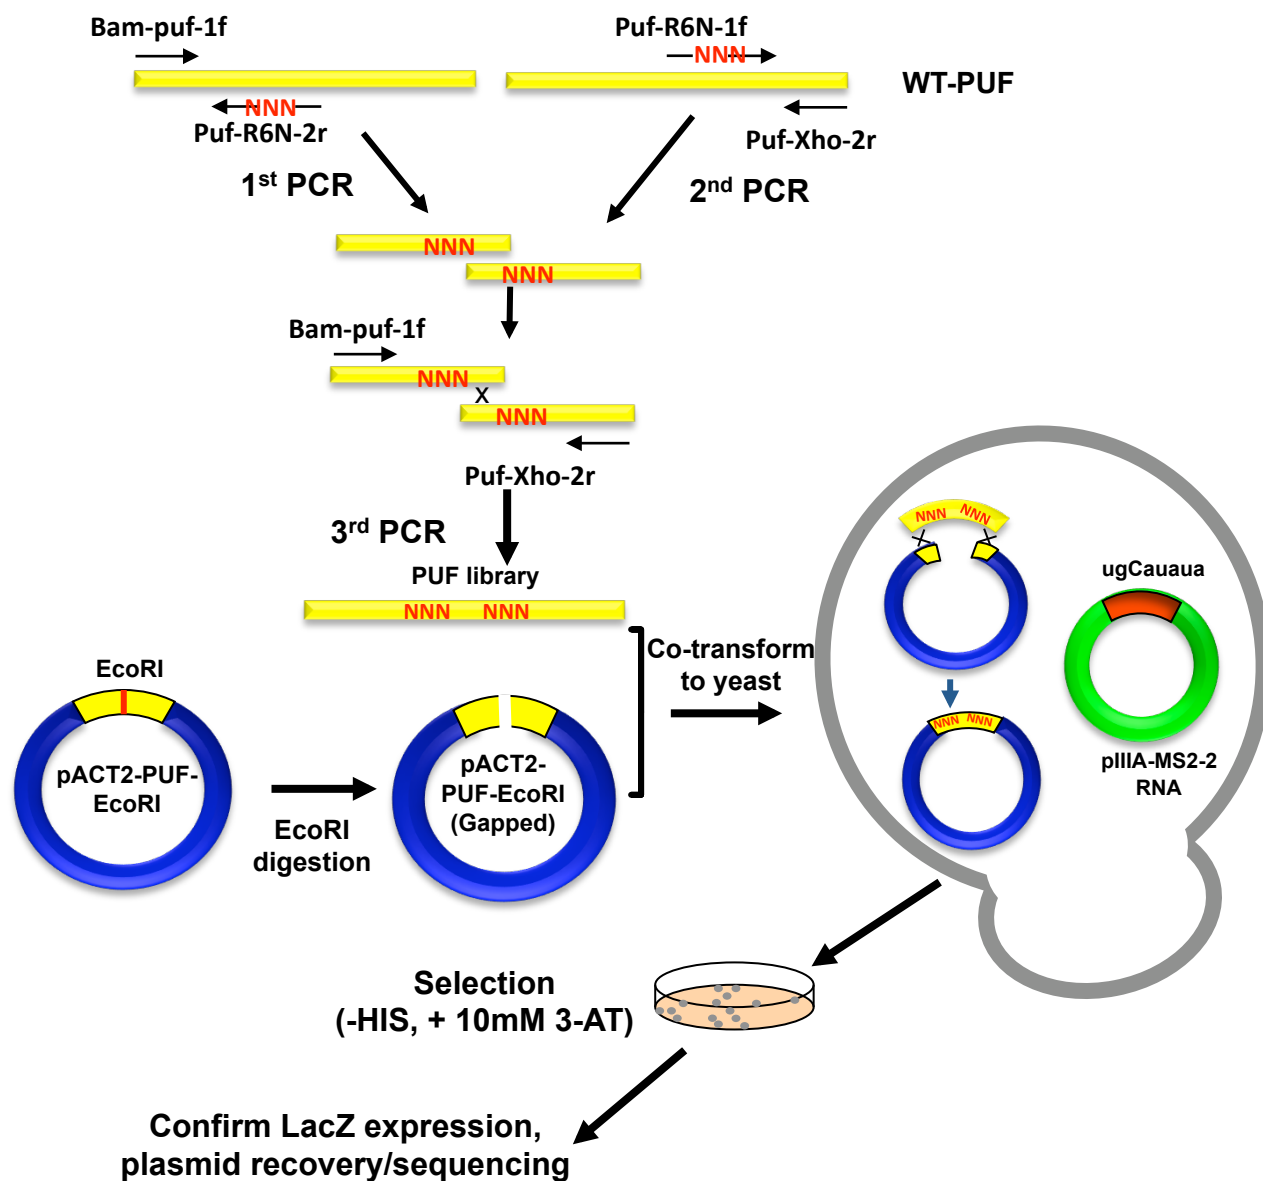 Bam-puf-1f
Puf-R6N-1f
NNN
WT-PUF
NNN
Puf-R6N-2r
Puf-Xho-2r
1st PCR
2nd PCR
NNN
NNN
Bam-puf-1f
NNN
x
NNN
Puf-Xho-2r
3rd PCR
PUF library
NNN NNN
EcoRI
pACT2-PUF-
EcoRI
EcoRI
digestion
pACT2-
PUF-EcoRI
(Gapped)
Co-transform
to yeast
NNN NNN
NNN NNN
ugCauaua
pIIIA-MS2-2
RNA
Selection
(-HIS, + 10mM 3-AT)
Confirm LacZ expression,
plasmid recovery/sequencing